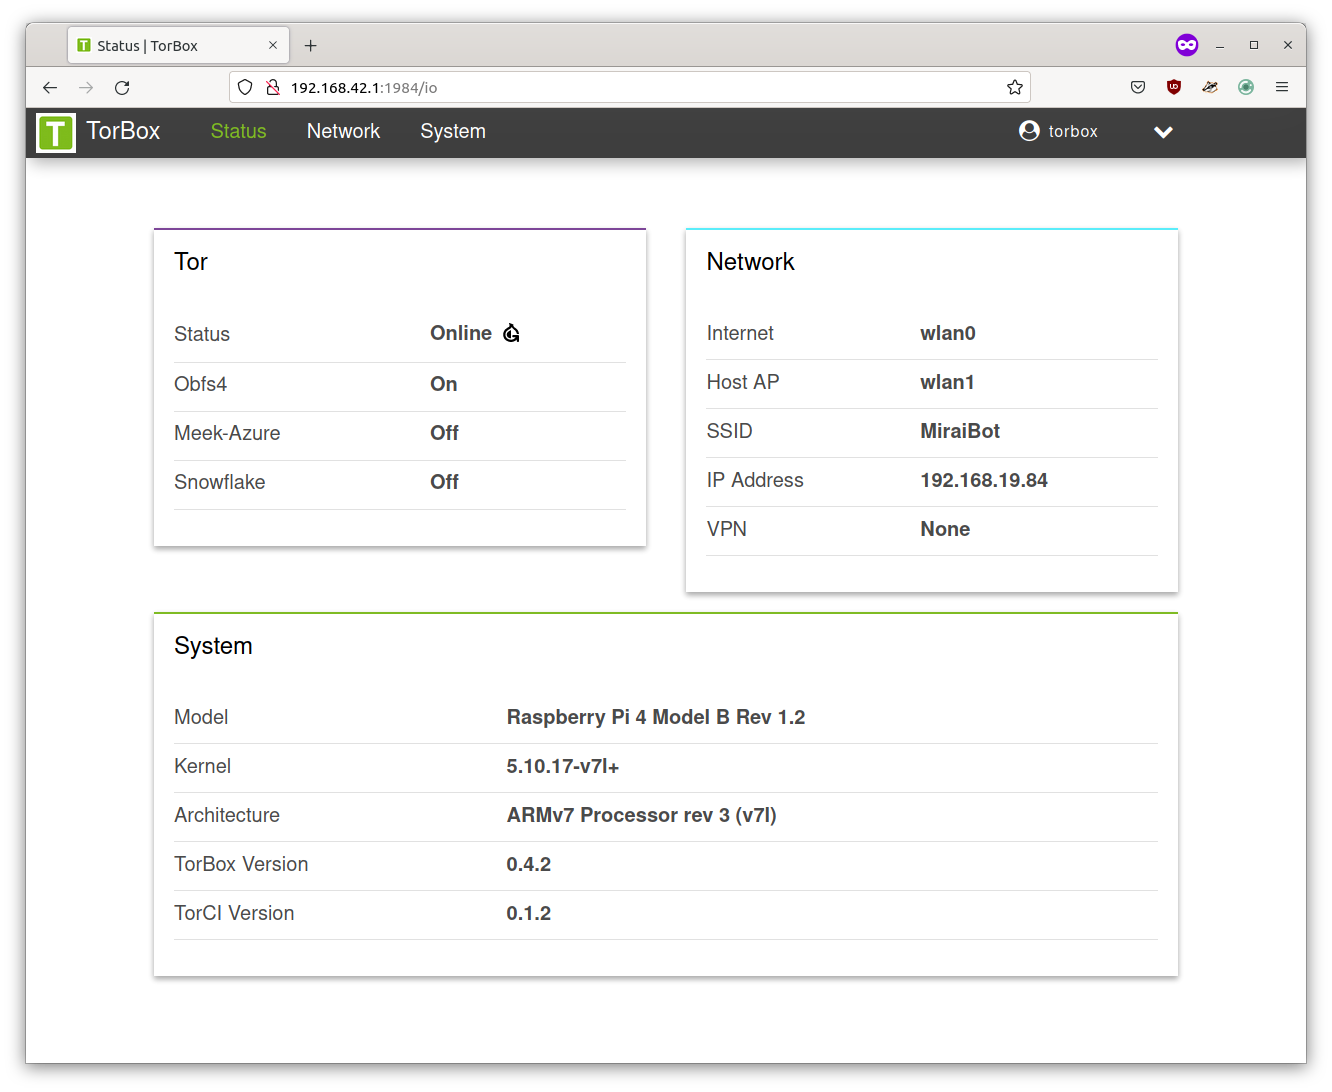 T Status | TorBox
192.168.42.1:1984/io
T TorBox Status Network System torbox
Tor
Status Online
Obfs4 On
Meek-Azure Off
Snowflake Off
Network
Internet wlan0
Host AP wlan1
SSID MiraiBot
IP Address 192.168.19.84
VPN None
System
Model Raspberry Pi 4 Model B Rev 1.2
Kernel 5.10.17-v7l+
Architecture ARMv7 Processor rev 3 (v7l)
TorBox Version 0.4.2
TorCI Version 0.1.2